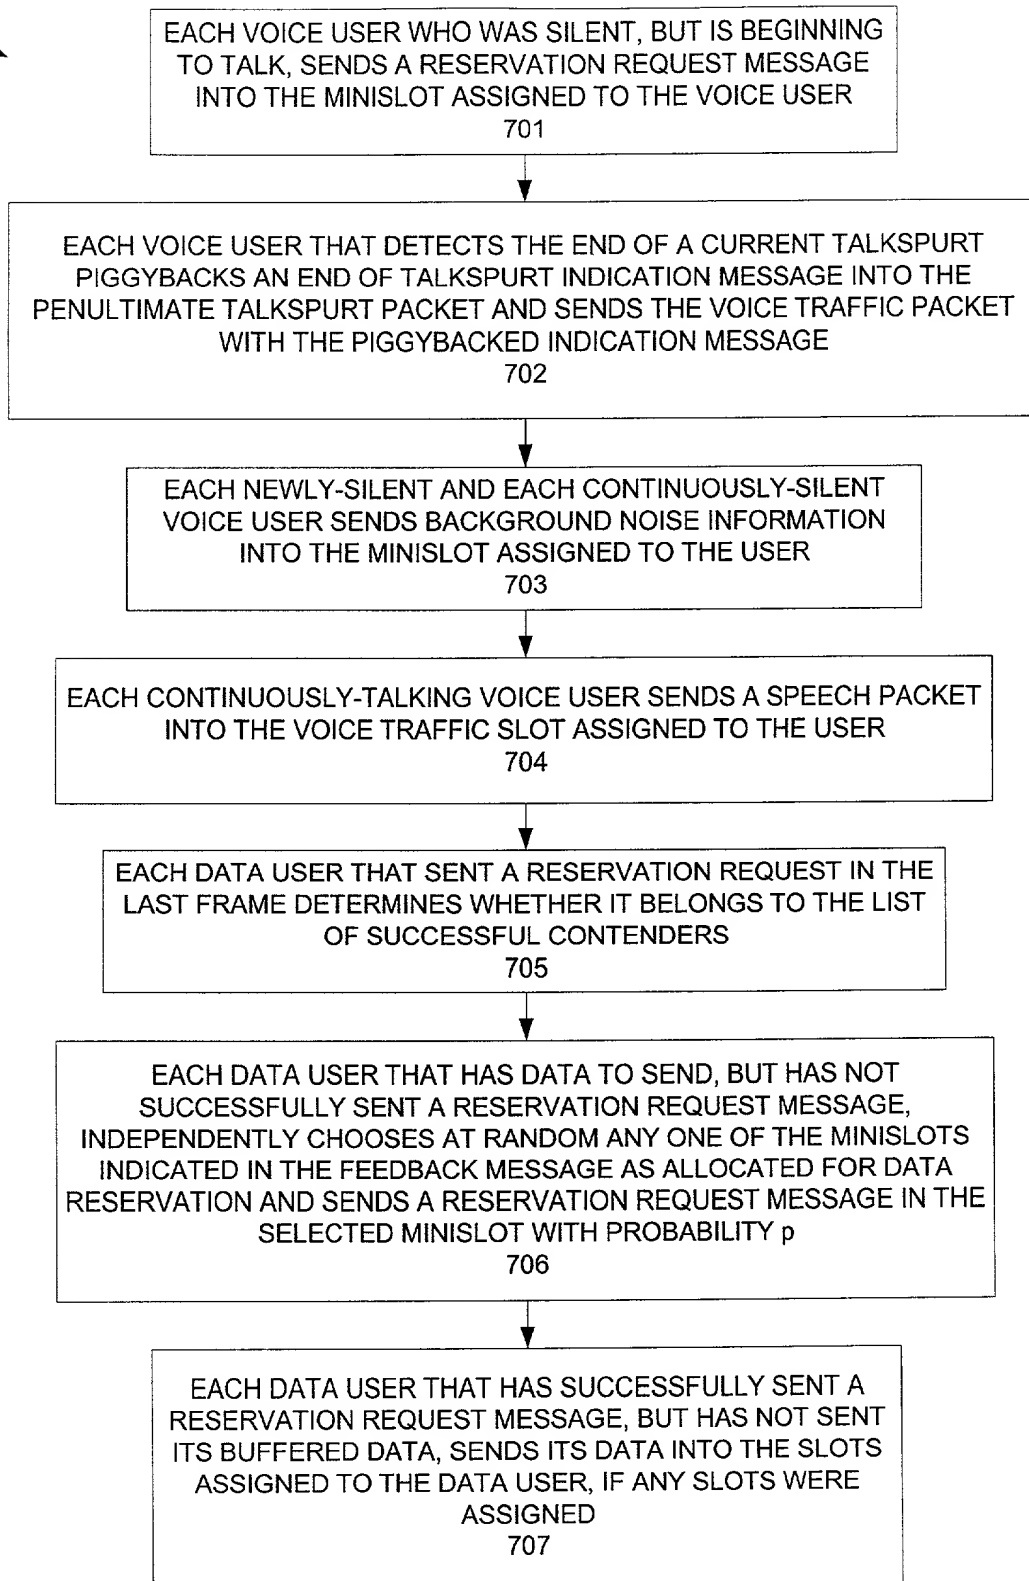 EACH VOICE USER WHO WAS SILENT, BUT IS BEGINNING
TO TALK, SENDS A RESERVATION REQUEST MESSAGE
INTO THE MINISLOT ASSIGNED TO THE VOICE USER
701
EACH VOICE USER THAT DETECTS THE END OF A CURRENT TALKSPURT
PIGGYBACKS AN END OF TALKSPURT INDICATION MESSAGE INTO THE
PENULTIMATE TALKSPURT PACKET AND SENDS THE VOICE TRAFFIC PACKET
WITH THE PIGGYBACKED INDICATION MESSAGE
702
EACH NEWLY-SILENT AND EACH CONTINUOUSLY-SILENT
VOICE USER SENDS BACKGROUND NOISE INFORMATION
INTO THE MINISLOT ASSIGNED TO THE USER
703
EACH CONTINUOUSLY-TALKING VOICE USER SENDS A SPEECH PACKET
INTO THE VOICE TRAFFIC SLOT ASSIGNED TO THE USER
704
EACH DATA USER THAT SENT A RESERVATION REQUEST IN THE
LAST FRAME DETERMINES WHETHER IT BELONGS TO THE LIST
OF SUCCESSFUL CONTENDERS
705
EACH DATA USER THAT HAS DATA TO SEND, BUT HAS NOT
SUCCESSFULLY SENT A RESERVATION REQUEST MESSAGE,
INDEPENDENTLY CHOOSES AT RANDOM ANY ONE OF THE MINISLOTS
INDICATED IN THE FEEDBACK MESSAGE AS ALLOCATED FOR DATA
RESERVATION AND SENDS A RESERVATION REQUEST MESSAGE IN THE
SELECTED MINISLOT WITH PROBABILITY p
706
EACH DATA USER THAT HAS SUCCESSFULLY SENT A
RESERVATION REQUEST MESSAGE, BUT HAS NOT SENT
ITS BUFFERED DATA, SENDS ITS DATA INTO THE SLOTS
ASSIGNED TO THE DATA USER, IF ANY SLOTS WERE
ASSIGNED
707